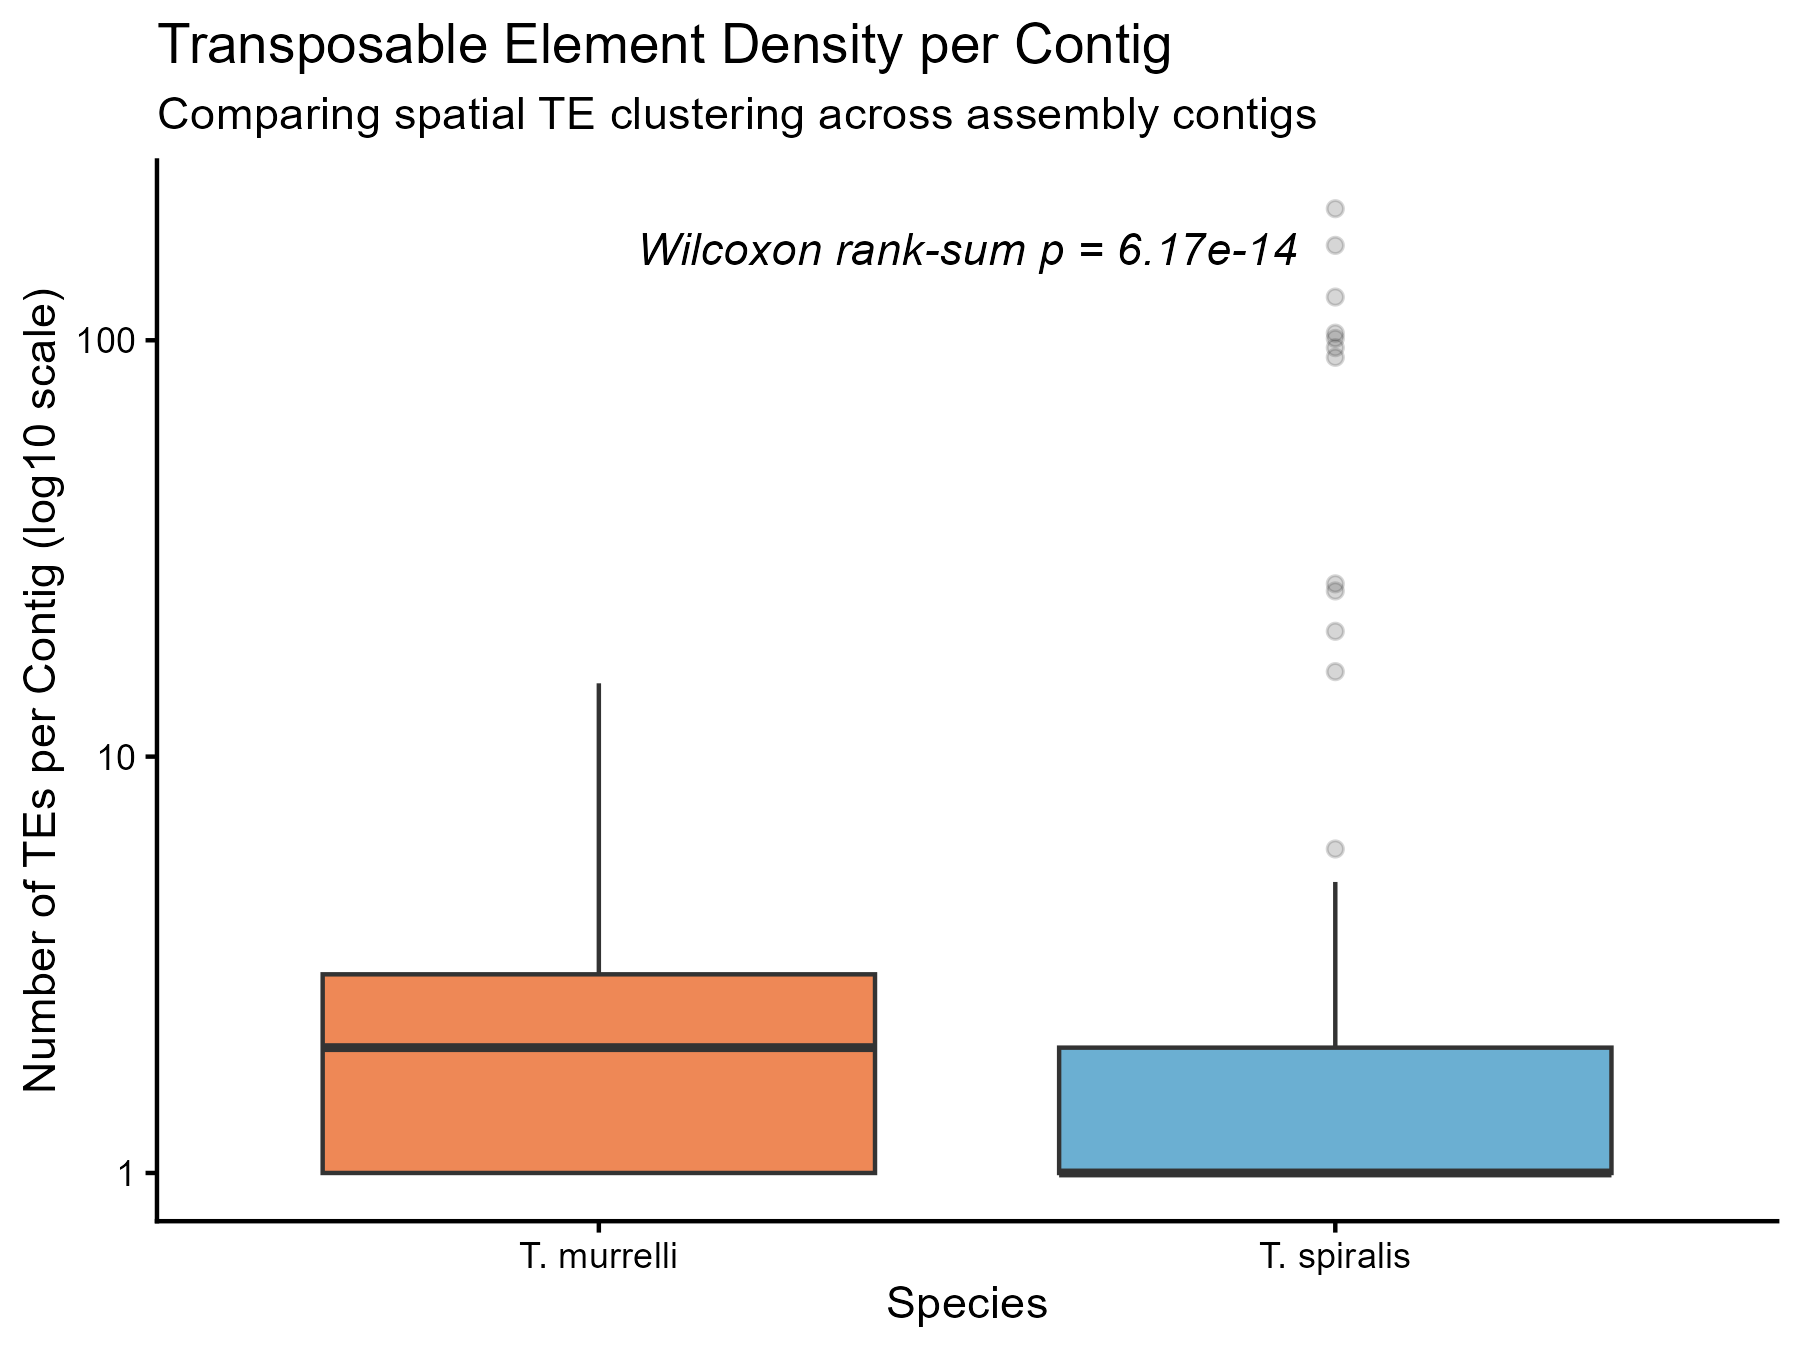 Transposable Element Density per Contig
Comparing spatial TE clustering across assembly contigs
Wilcoxon rank-sum p = 6.17e-14
Number of TEs per Contig (log10 scale)
100
10
1
T. murrelli
T. spiralis
Species